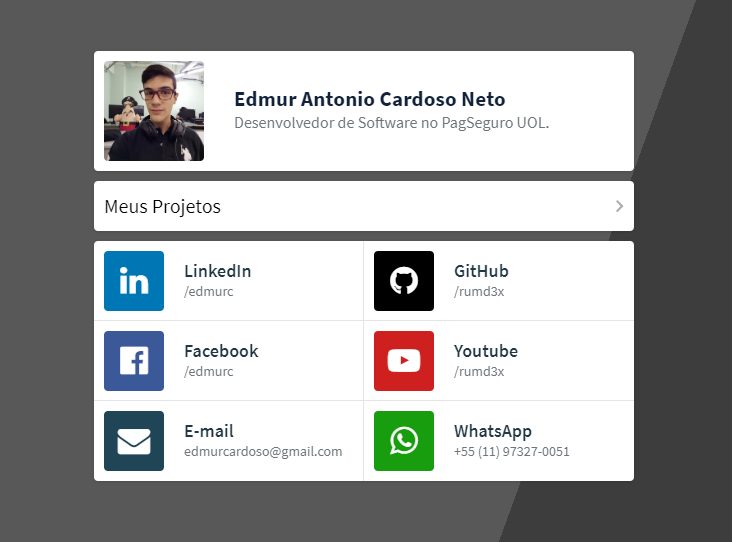 Edmur Antonio Cardoso Neto
Desenvolvedor de Software no PagSeguro UOL.
Meus Projetos
LinkedIn
/edmurc
GitHub
/rumd3x
Facebook
/edmurc
Youtube
/rumd3x
E-mail
edmurcardoso@gmail.com
WhatsApp
+55 (11) 97327-0051